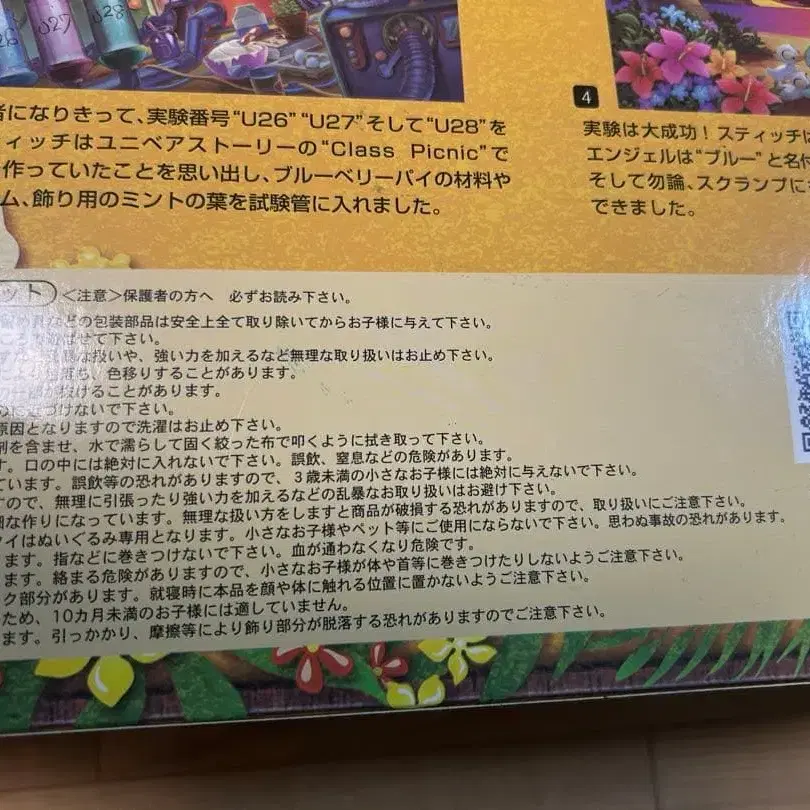 U27
U28
者になりきって、実験番号“U26”“U27”そして“U28”を
ィッチはユニベアストーリーの“Class Picnic”で
作っていたことを思い出し、ブルーベリーパイの材料や
ム、飾り用のミントの葉を試験管に入れました。
4
実験は大成功！スティッチは
エンジェルは“ブルー”と名付
そして勿論、スクランプに
できました。
ット
＜注意＞保護者の方へ 必ずお読み下さい。
などの包装部品は安全上全て取り除いてからお子様に与えて下さい。
ころで遊ばせて下さい。
扱いや、強い力を加えるなど無理な取り扱いはお止め下さい。
色移りすることがあります。
抜けることがあります。
づけないで下さい。
原因となりますので洗濯はお止め下さい。
剤を含ませ、水で濡らして固く絞った布で叩くように拭き取って下さい。
す。口の中には絶対に入れないで下さい。誤飲、窒息などの危険があります。
ています。誤飲等の恐れがありますので、３歳未満の小さなお子様には絶対に与えないで下さい。
すので、無理に引張ったり強い力を加えるなどの乱暴なお取り扱いはお避け下さい。
な作りになっています。無理な扱い方をしますと商品が破損する恐れがありますので、取り扱いにご注意下さい。
イはぬいぐるみ専用となります。小さなお子様やペット等にご使用にならないで下さい。思わぬ事故の恐れがあります。
ます。指などに巻きつけないで下さい。血が通わなくなり危険です。
ます。絡まる危険がありますので、小さなお子様が体や首等に巻きつけたりしないようご注意下さい。
ク部分があります。就寝時に本品を顔や体に触れる位置に置かないようご注意下さい。
ため、10カ月未満のお子様には適していません。
ます。引っかかり、摩擦等により飾り部分が脱落する恐れがありますのでご注意下さい。